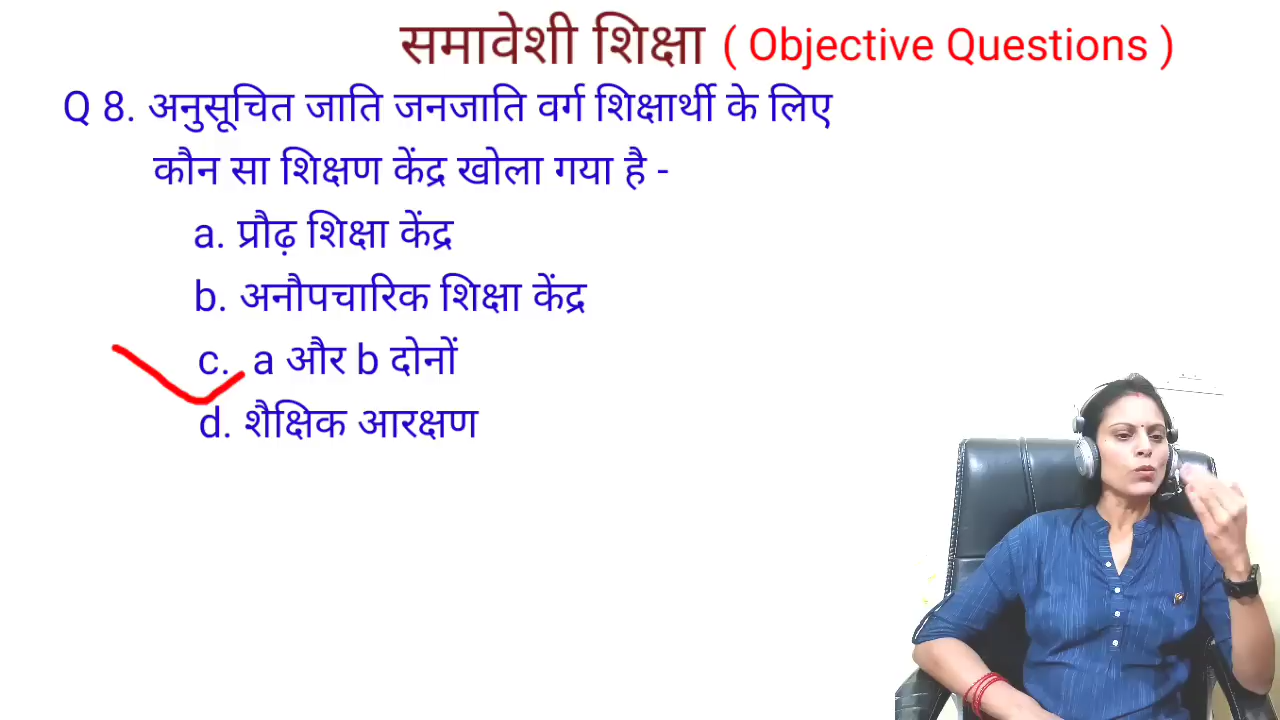 समावेशी शिक्षा ( Objective Questions )
Q 8. अनुसूचित जाति जनजाति वर्ग शिक्षार्थी के लिए
कौन सा शिक्षण केंद्र खोला गया है -
a. प्रौढ़ शिक्षा केंद्र
b. अनौपचारिक शिक्षा केंद्र
c. a और b दोनों
d. शैक्षिक आरक्षण